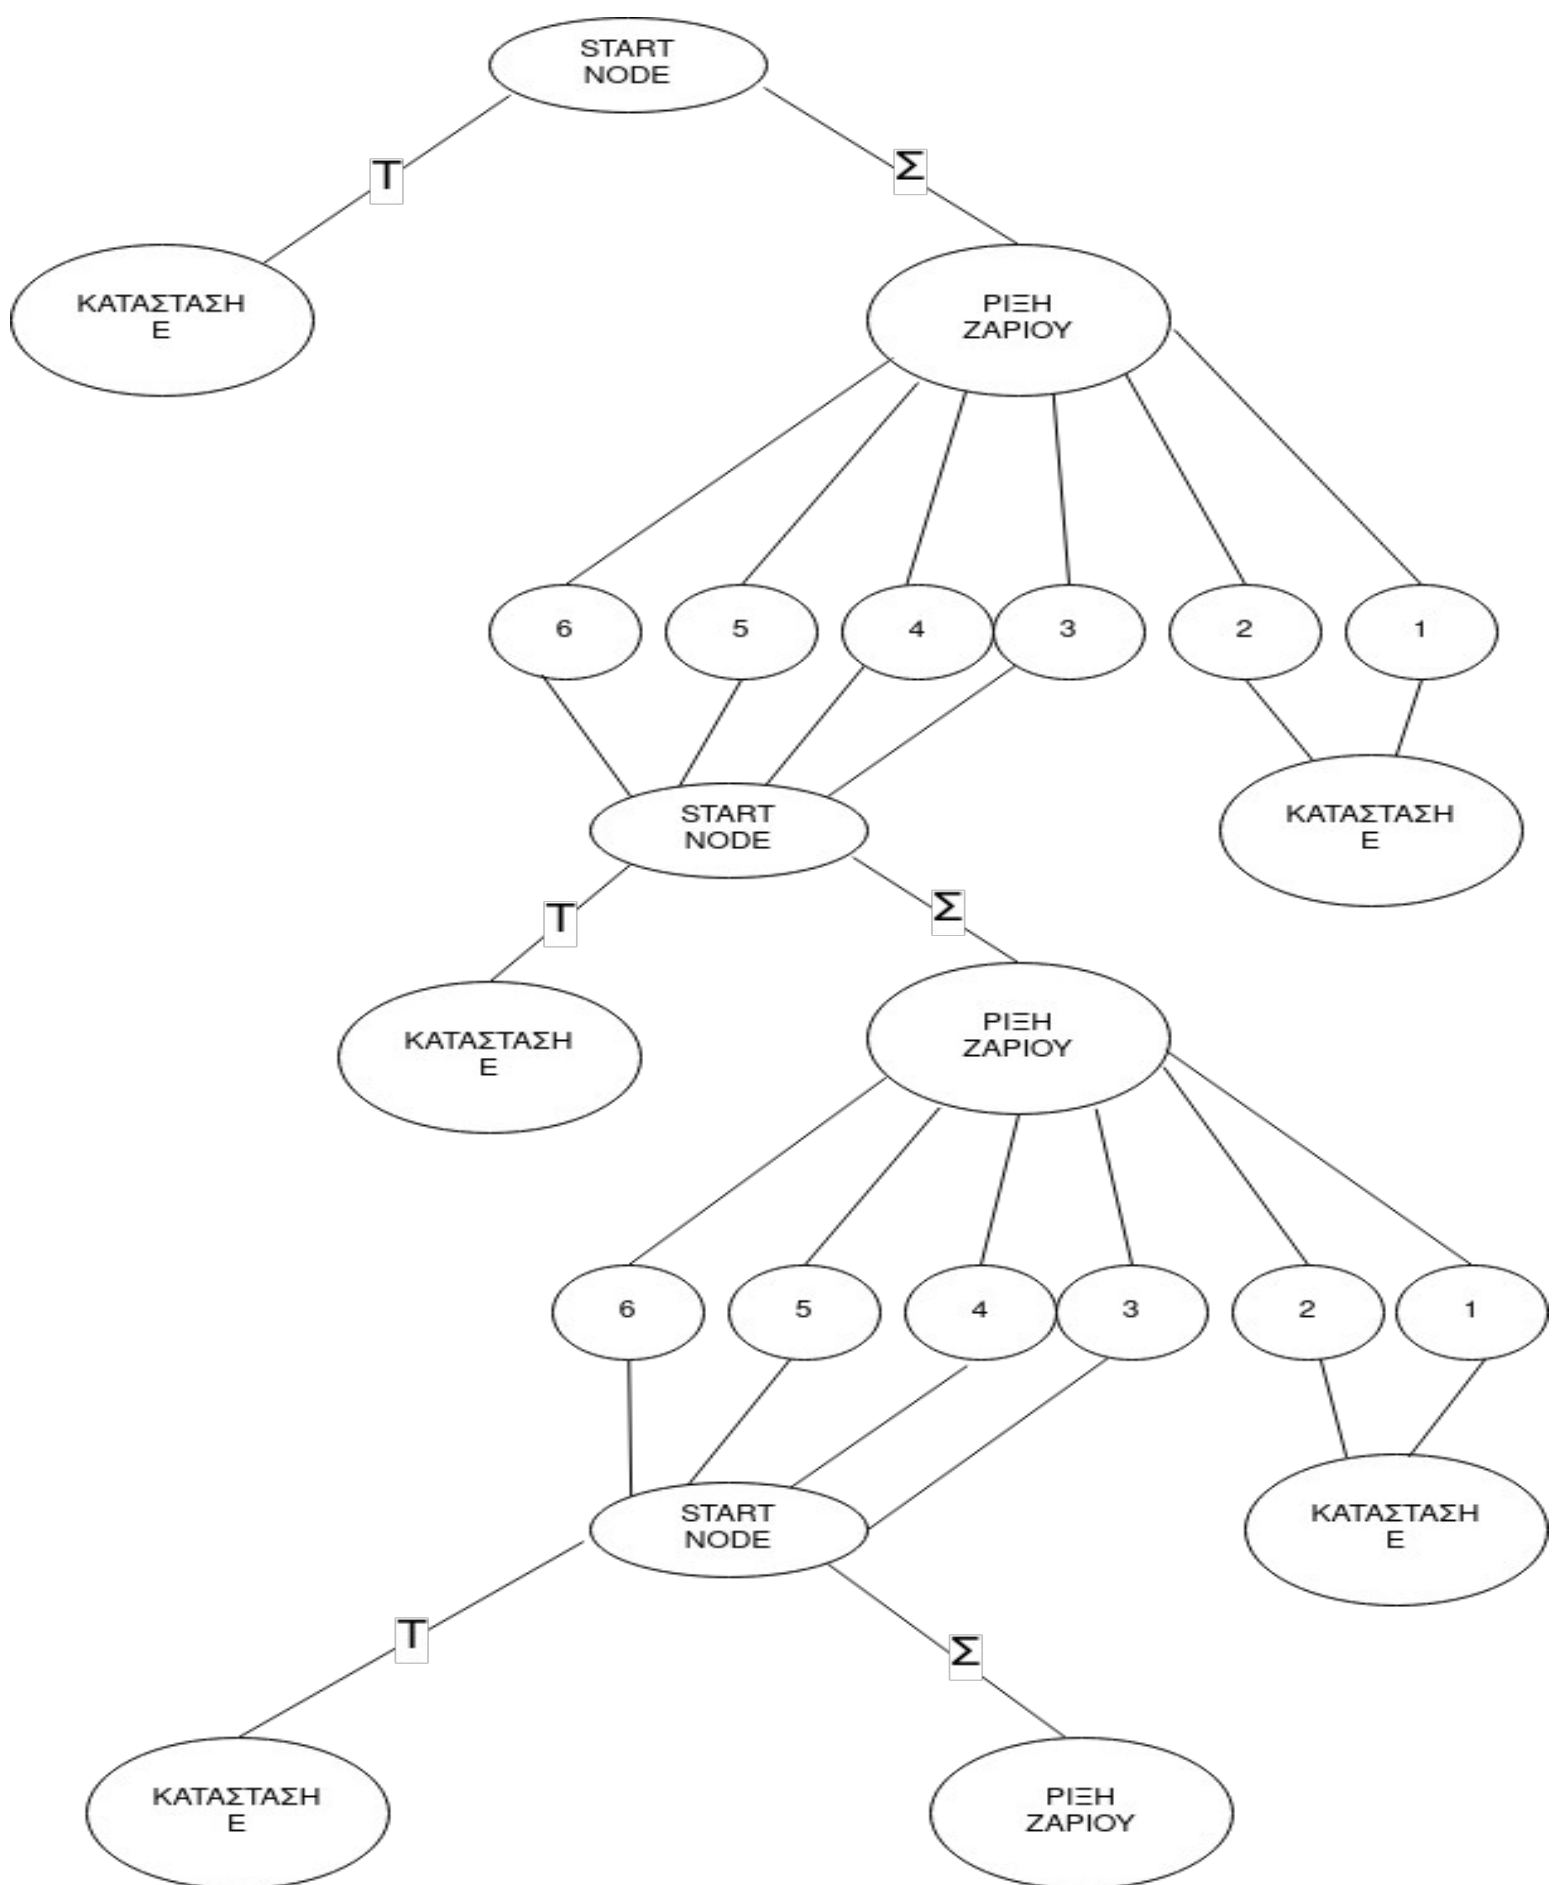 START
NODE
T
Σ
ΚΑΤΑΣΤΑΣΗ
Ε
ΡΙΞΗ
ΖΑΡΙΟΥ
6
5
4
3
2
1
START
NODE
ΚΑΤΑΣΤΑΣΗ
Ε
T
Σ
ΚΑΤΑΣΤΑΣΗ
Ε
ΡΙΞΗ
ΖΑΡΙΟΥ
6
5
4
3
2
1
START
NODE
ΚΑΤΑΣΤΑΣΗ
Ε
T
Σ
ΚΑΤΑΣΤΑΣΗ
Ε
ΡΙΞΗ
ΖΑΡΙΟΥ